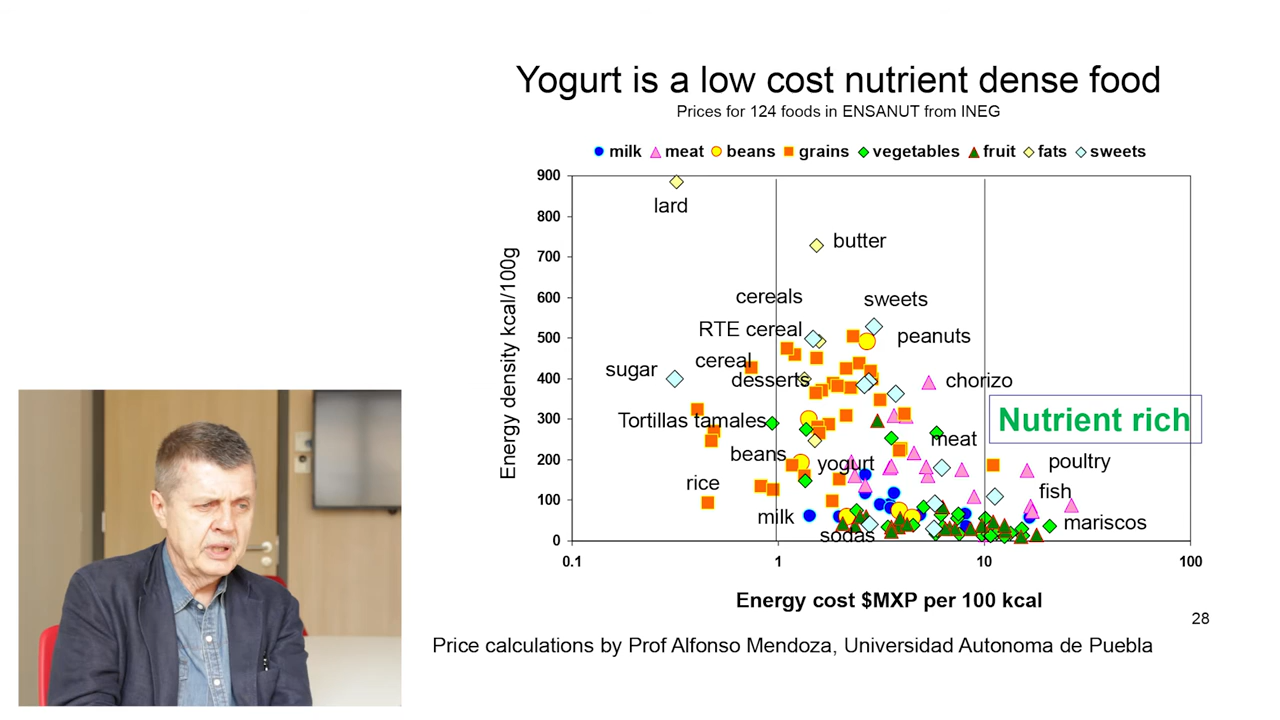 Yogurt is a low cost nutrient dense food
Prices for 124 foods in ENSANUT from INEG
milk meat beans grains vegetables fruit fats sweets
Energy density kcal/100g
900
800
700
600
500
400
300
200
100
0
lard
butter
cereals
sweets
RTE cereal
peanuts
cereal
sugar
desserts
chorizo
Tortillas tamales
Nutrient rich
meat
beans
yogurt
poultry
rice
fish
milk
mariscos
sodas
0.1 1 10 100
Energy cost $MXP per 100 kcal
28
Price calculations by Prof Alfonso Mendoza, Universidad Autonoma de Puebla